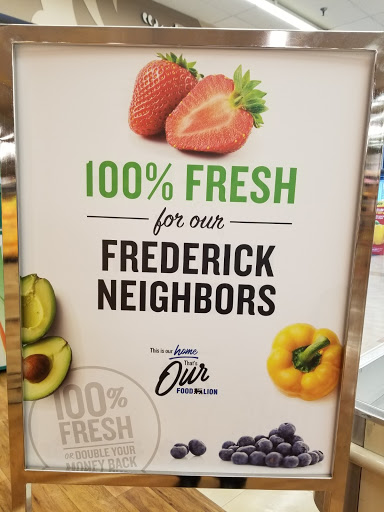 100% FRESH
for our
FREDERICK
NEIGHBORS
This is our home
That's
Our
FOOD LION
100%
FRESH
OR DOUBLE YOUR
MONEY BACK